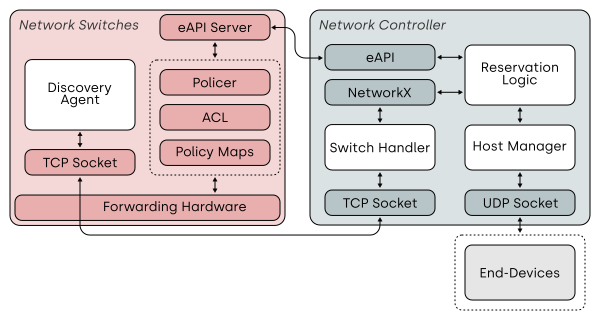 Network Switches
eAPI Server
Discovery
Agent
Policer
ACL
Policy Maps
TCP Socket
Forwarding Hardware
Network Controller
eAPI
NetworkX
Reservation
Logic
Switch Handler
Host Manager
TCP Socket
UDP Socket
End-Devices